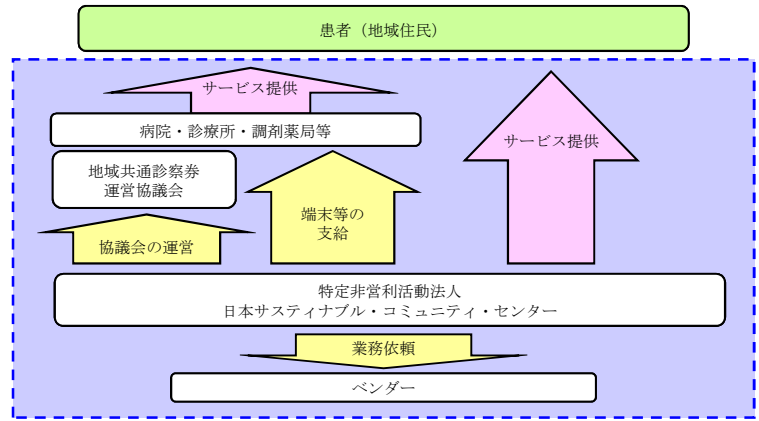 患者（地域住民）
サービス提供
病院・診療所・調剤薬局等
サービス提供
地域共通診察券
運営協議会
端末等の
支給
協議会の運営
特定非営利活動法人
日本サスティナブル・コミュニティ・センター
業務依頼
ベンダー